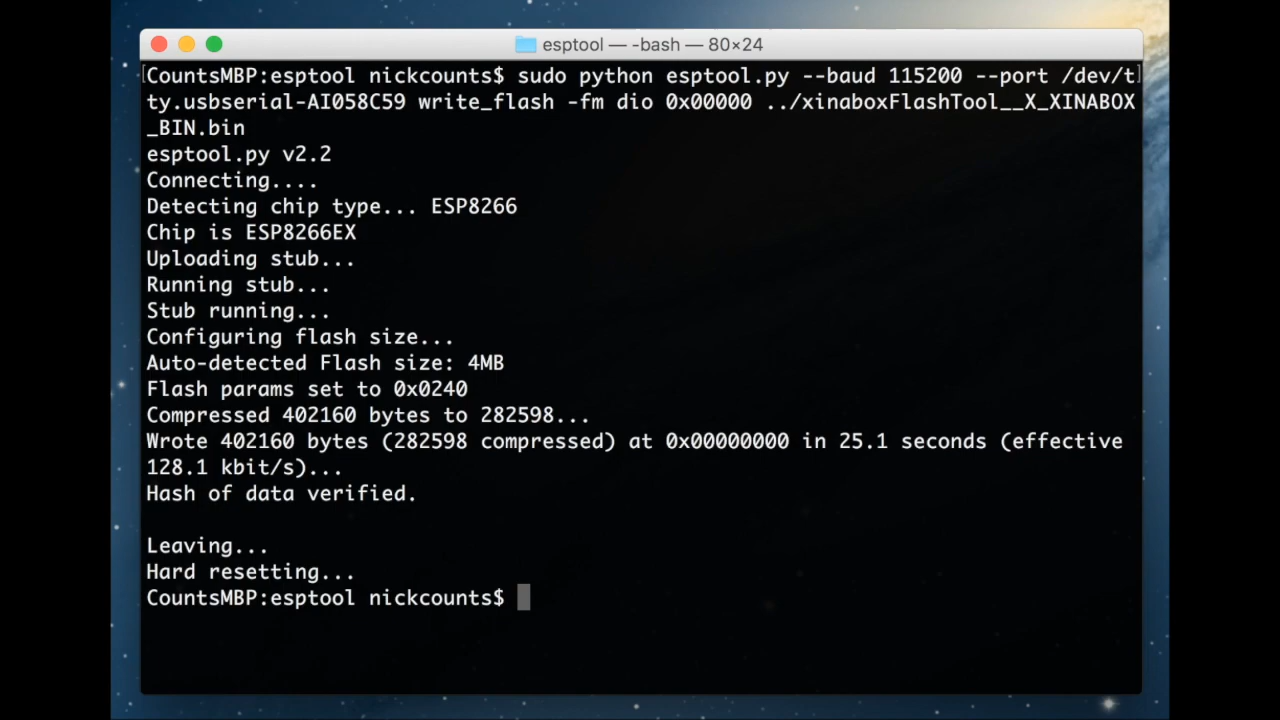 esptool — -bash — 80×24
CountsMBP:esptool nickcounts$ sudo python esptool.py --baud 115200 --port /dev/t
ty.usbserial-AI058C59 write_flash -fm dio 0x00000 ../xinaboxFlashTool__X_XINABOX
_BIN.bin
esptool.py v2.2
Connecting....
Detecting chip type... ESP8266
Chip is ESP8266EX
Uploading stub...
Running stub...
Stub running...
Configuring flash size...
Auto-detected Flash size: 4MB
Flash params set to 0x0240
Compressed 402160 bytes to 282598...
Wrote 402160 bytes (282598 compressed) at 0x00000000 in 25.1 seconds (effective
128.1 kbit/s)...
Hash of data verified.
Leaving...
Hard resetting...
CountsMBP:esptool nickcounts$